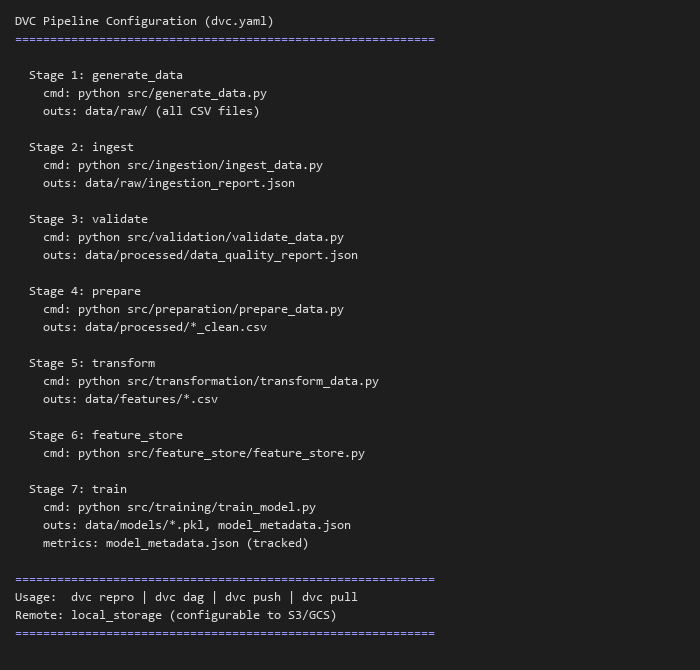 DVC Pipeline Configuration (dvc.yaml)
============================================================
Stage 1: generate_data
cmd: python src/generate_data.py
outs: data/raw/ (all CSV files)
Stage 2: ingest
cmd: python src/ingestion/ingest_data.py
outs: data/raw/ingestion_report.json
Stage 3: validate
cmd: python src/validation/validate_data.py
outs: data/processed/data_quality_report.json
Stage 4: prepare
cmd: python src/preparation/prepare_data.py
outs: data/processed/*_clean.csv
Stage 5: transform
cmd: python src/transformation/transform_data.py
outs: data/features/*.csv
Stage 6: feature_store
cmd: python src/feature_store/feature_store.py
Stage 7: train
cmd: python src/training/train_model.py
outs: data/models/*.pkl, model_metadata.json
metrics: model_metadata.json (tracked)
============================================================
Usage:  dvc repro | dvc dag | dvc push | dvc pull
Remote: local_storage (configurable to S3/GCS)
============================================================